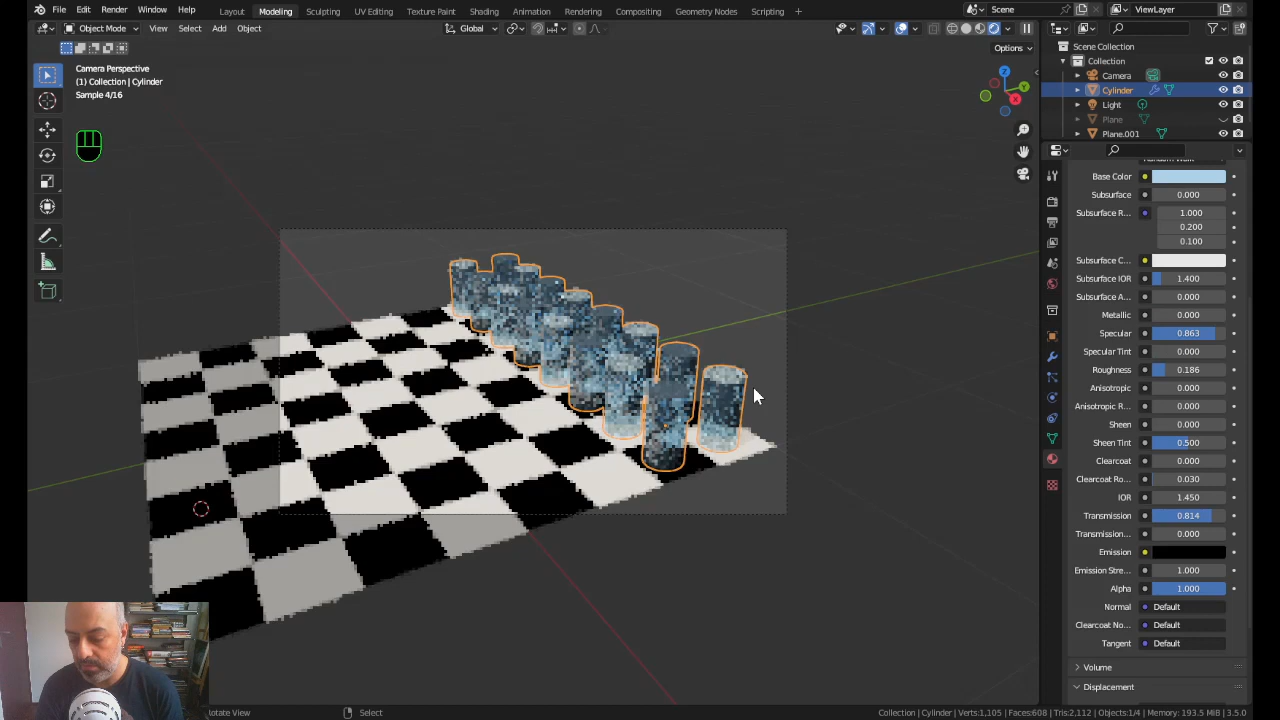 File Edit Render Window Help Layout Modeling Sculpting UV Editing Texture Paint Shading Animation Rendering Compositing Geometry Nodes Scripting + Scene ViewLayer
Object Mode View Select Add Object Global
Options
Camera Perspective
(1) Collection | Cylinder
Sample 4/16
Z
Y
X
Scene Collection
Collection
Camera
Cylinder
Light
Plane
Plane.001
Base Color
Subsurface 0.000
Subsurface R... 1.000
0.200
0.100
Subsurface C...
Subsurface IOR 1.400
Subsurface A... 0.000
Metallic 0.000
Specular 0.863
Specular Tint 0.000
Roughness 0.186
Anisotropic 0.000
Anisotropic R... 0.000
Sheen 0.000
Sheen Tint 0.500
Clearcoat 0.000
Clearcoat Ro... 0.030
IOR 1.450
Transmission 0.814
Transmission... 0.000
Emission
Emission Stre... 1.000
Alpha 1.000
Normal Default
Clearcoat No... Default
Tangent Default
Volume
Displacement
otate View Select Collection | Cylinder | Verts:1,105 | Faces:608 | Tris:2,112 | Objects:1/4 | Memory: 193.5 MiB | 3.5.0